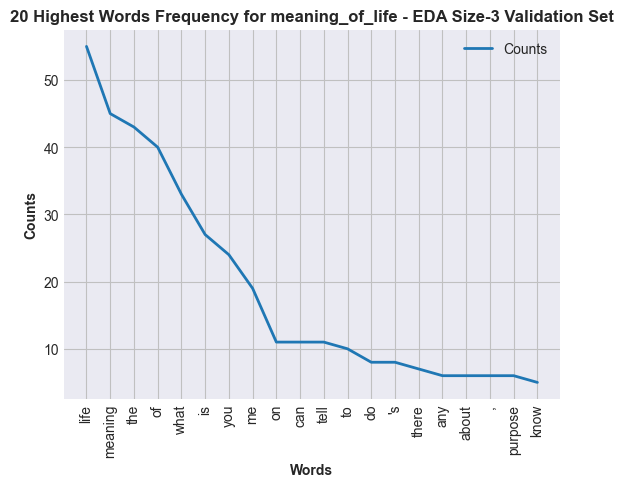 20 Highest Words Frequency for meaning_of_life - EDA Size-3 Validation Set
Counts
50
40
30
20
10
Counts
life
meaning
the
of
what
is
you
me
on
can
tell
to
do
's
there
any
about
,
purpose
know
Words